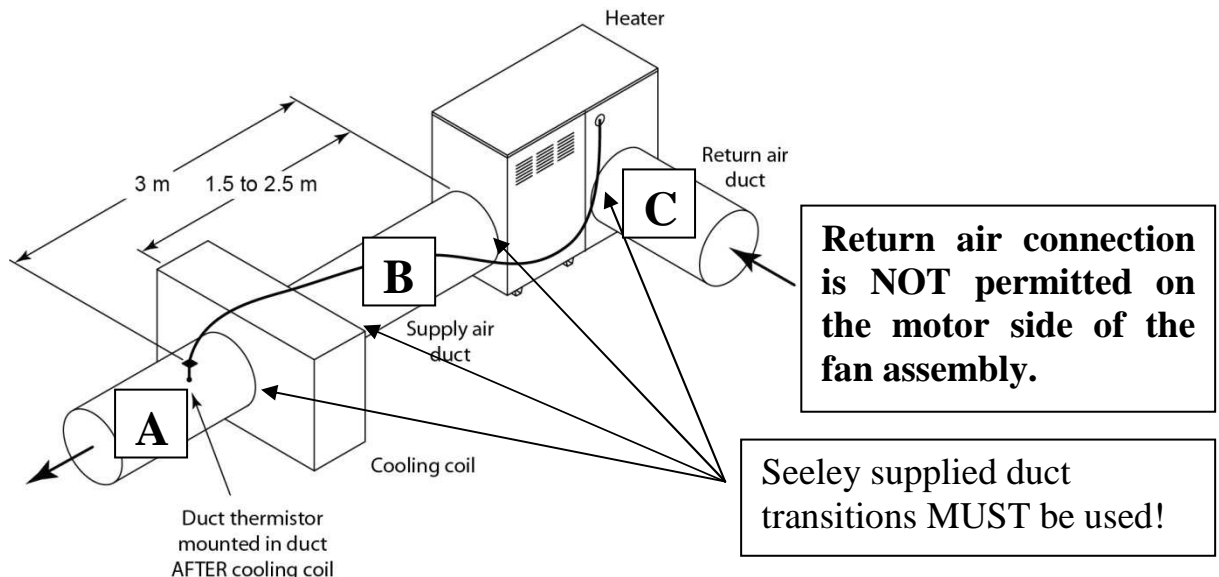 Heater
3 m
1.5 to 2.5 m
Return air
duct
C
Return air connection
is NOT permitted on
the motor side of the
fan assembly.
B
Supply air
duct
A
Cooling coil
Seeley supplied duct
transitions MUST be used!
Duct thermistor
mounted in duct
AFTER cooling coil